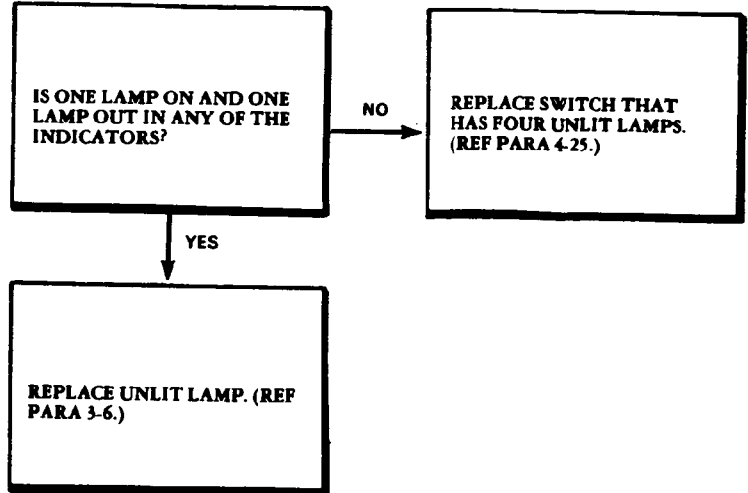 IS ONE LAMP ON AND ONE
LAMP OUT IN ANY OF THE
INDICATORS?
NO
REPLACE SWITCH THAT
HAS FOUR UNLIT LAMPS.
(REF PARA 4-25.)
YES
REPLACE UNLIT LAMP. (REF
PARA 3-6.)